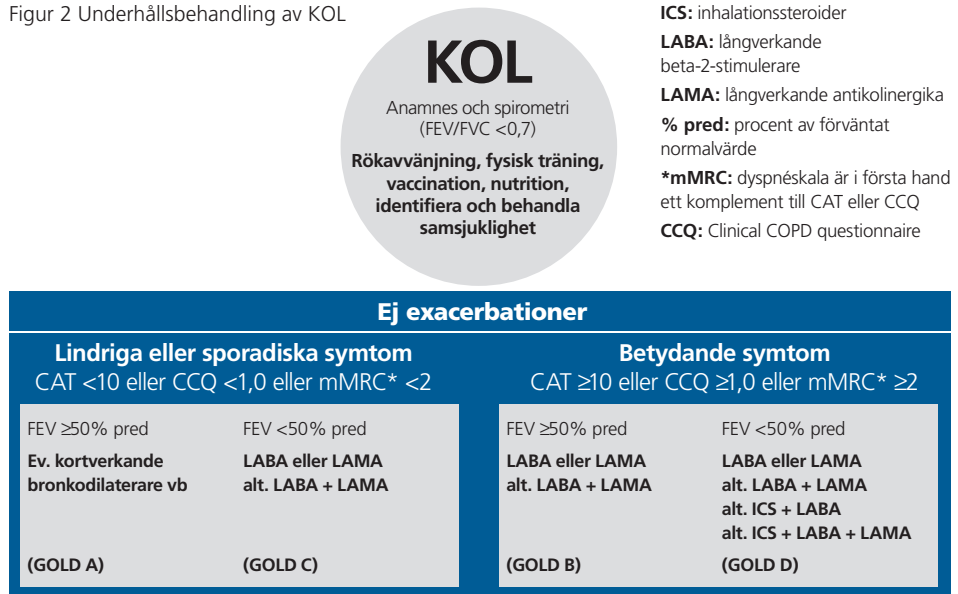 Figur 2 Underhållsbehandling av KOL
KOL
Anamnes och spirometri
(FEV/FVC <0,7)
Rökavvänjning, fysisk träning,
vaccination, nutrition,
identifiera och behandla
samsjuklighet
ICS: inhalationssteroider
LABA: långverkande
beta-2-stimulerare
LAMA: långverkande antikolinergika
% pred: procent av förväntat
normalvärde
*mMRC: dyspnéskala är i första hand
ett komplement till CAT eller CCQ
CCQ: Clinical COPD questionnaire
Ej exacerbationer
Lindriga eller sporadiska symtom
CAT <10 eller CCQ <1,0 eller mMRC* <2
FEV ≥50% pred
Ev. kortverkande
bronkodilaterare vb
(GOLD A)
FEV <50% pred
LABA eller LAMA
alt. LABA + LAMA
(GOLD C)
Betydande symtom
CAT ≥10 eller CCQ ≥1,0 eller mMRC* ≥2
FEV ≥50% pred
LABA eller LAMA
alt. LABA + LAMA
(GOLD B)
FEV <50% pred
LABA eller LAMA
alt. LABA + LAMA
alt. ICS + LABA
alt. ICS + LABA + LAMA
(GOLD D)